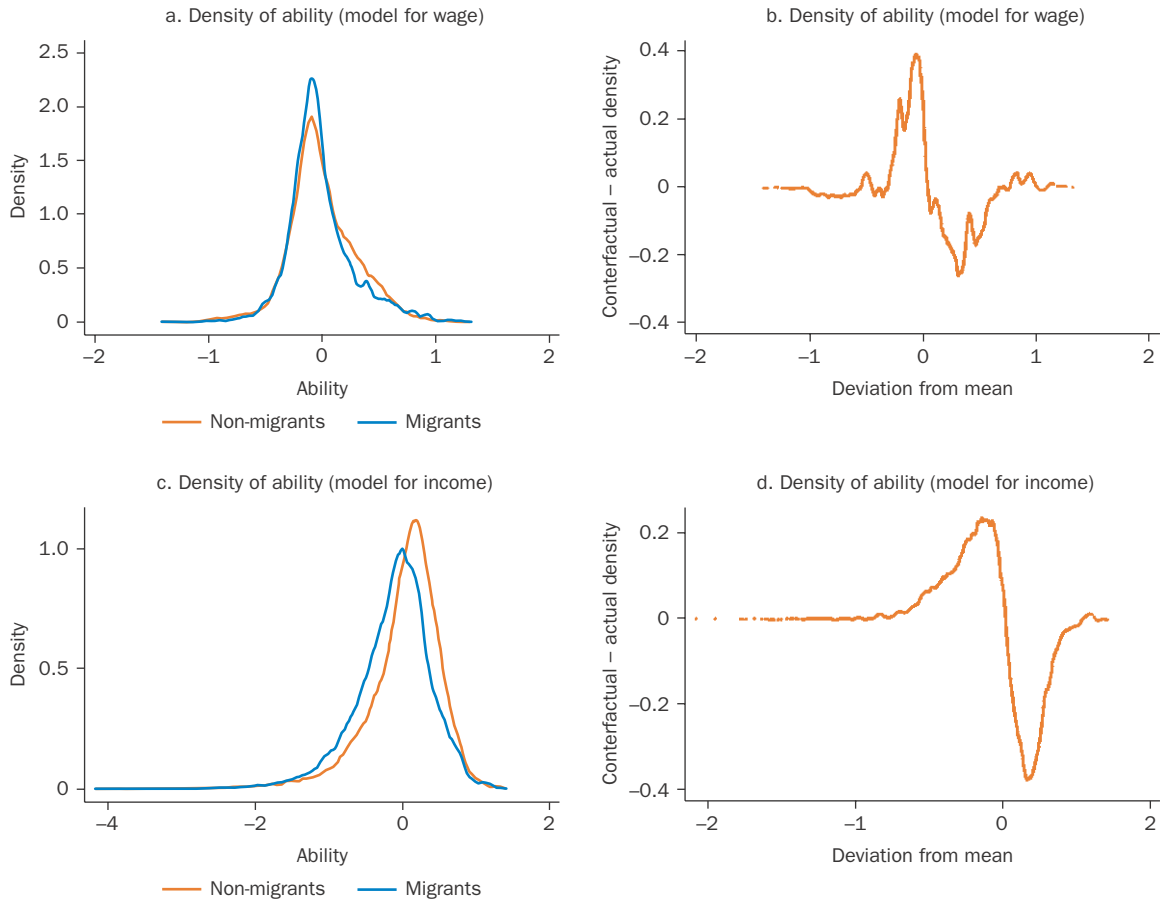 a. Density of ability (model for wage)
2.5
2.0
1.5
1.0
0.5
0
Density
–2
–1
0
1
2
Ability
Non-migrants
Migrants
b. Density of ability (model for wage)
0.4
0.2
0
–0.2
–0.4
Conterfactual – actual density
–2
–1
0
1
2
Deviation from mean
c. Density of ability (model for income)
1.0
0.5
0
Density
–4
–2
0
2
Ability
Non-migrants
Migrants
d. Density of ability (model for income)
0.2
0
–0.2
–0.4
Conterfactual – actual density
–2
–1
0
2
Deviation from mean